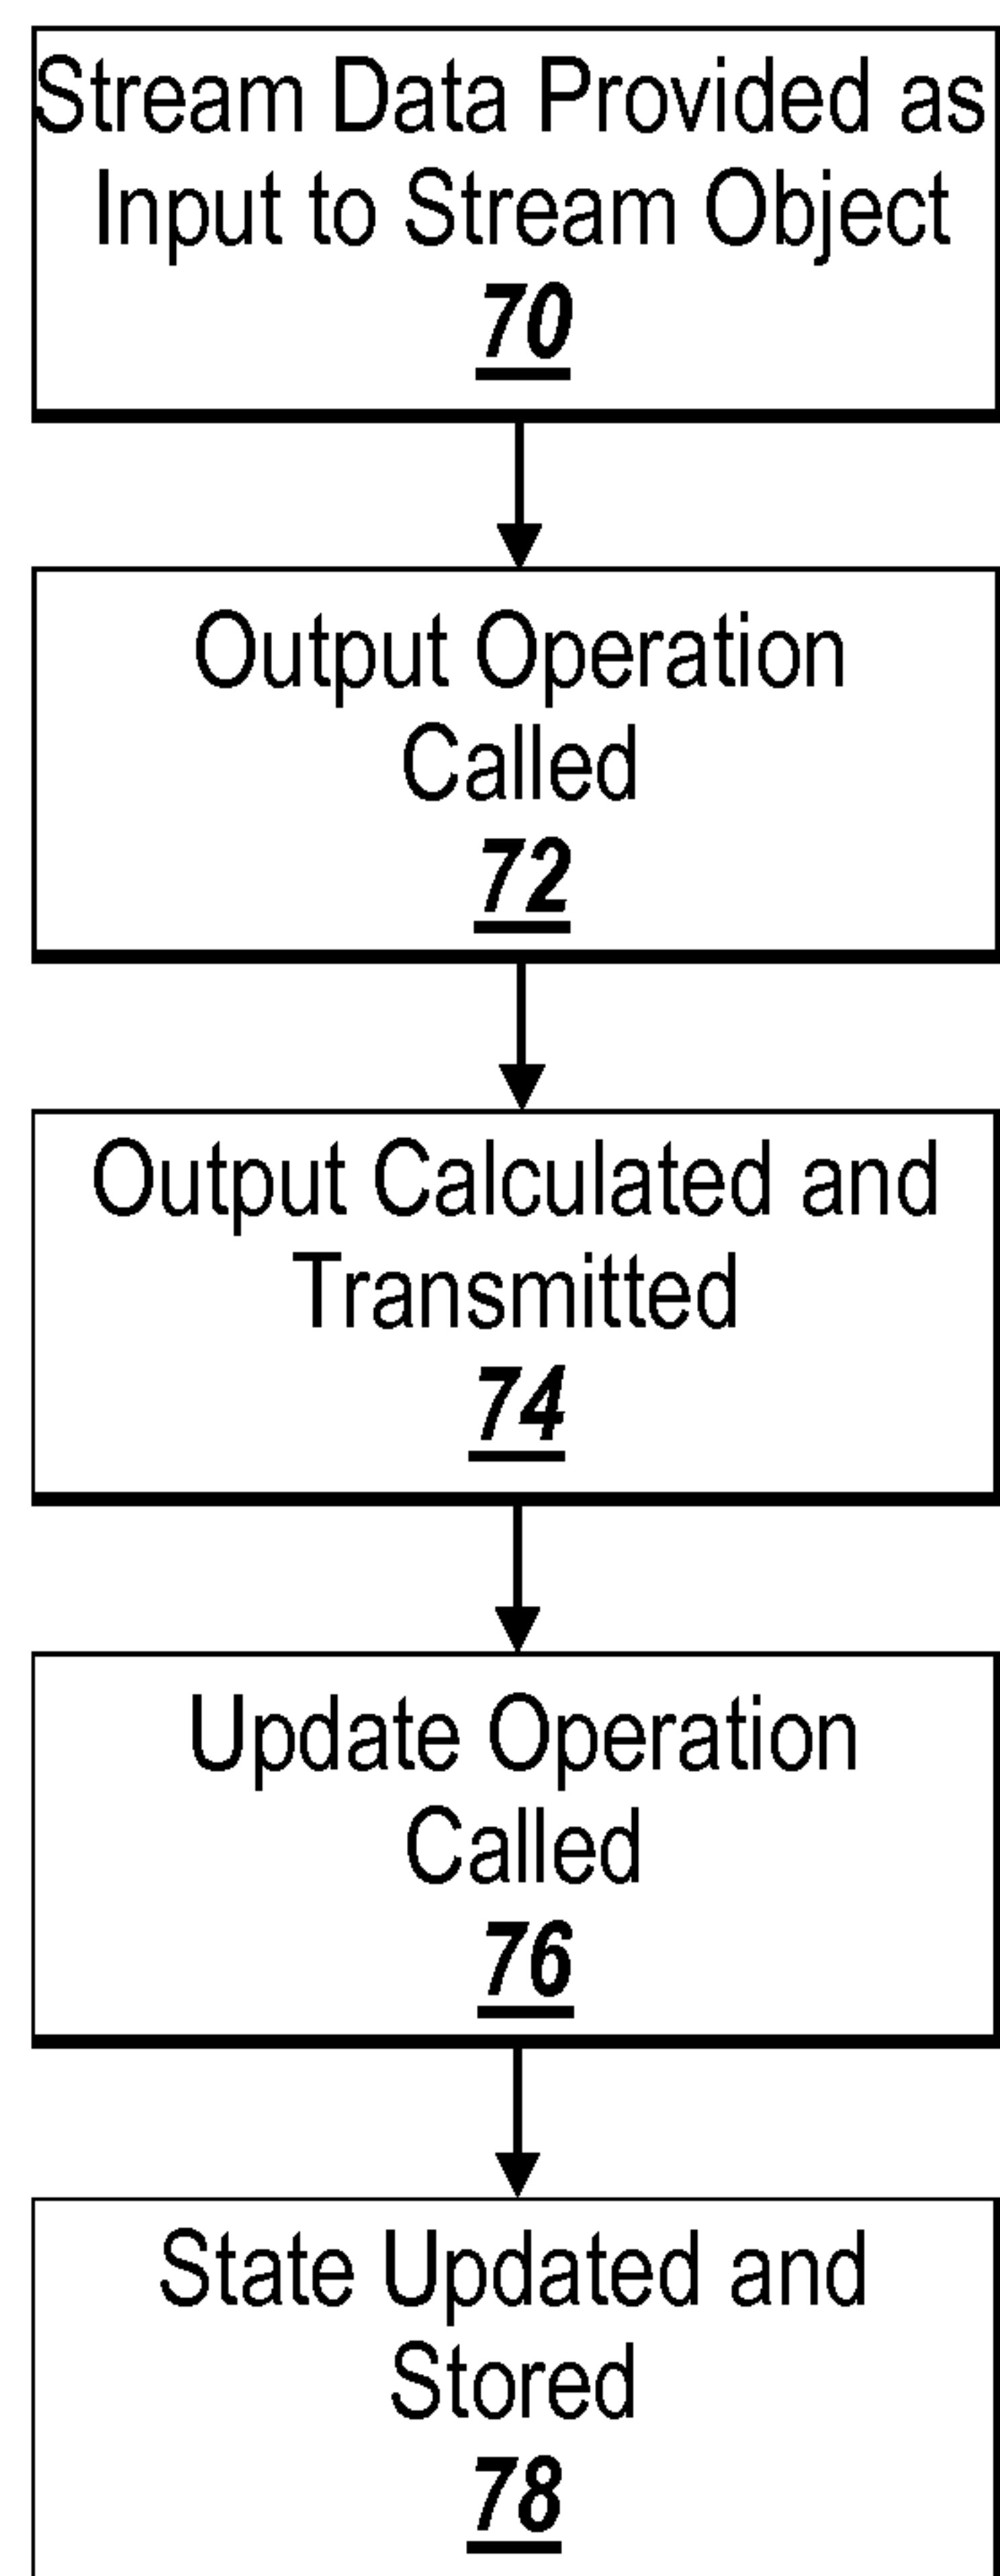 Stream Data Provided as
Input to Stream Object
70
Output Operation
Called
72
Output Calculated and
Transmitted
74
Update Operation
Called
76
State Updated and
Stored
78